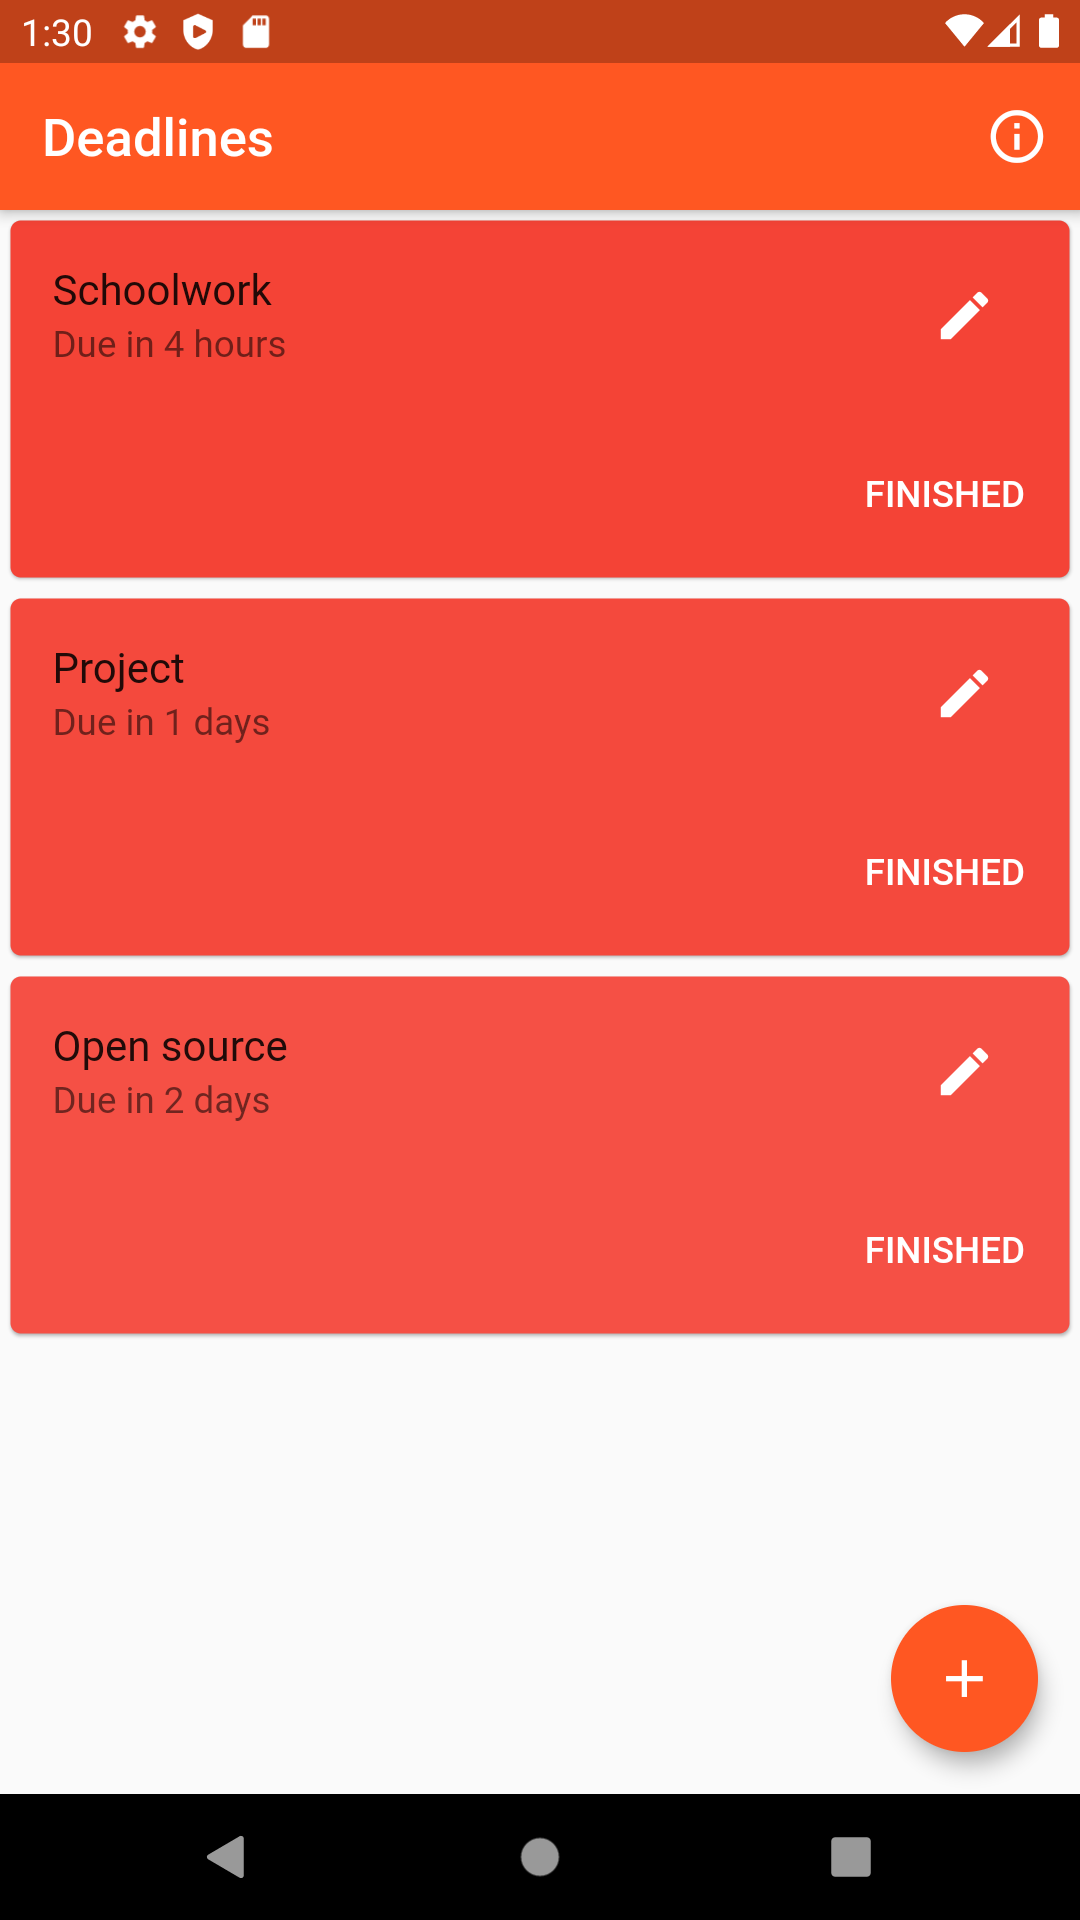 1:30
Deadlines
Schoolwork
Due in 4 hours
FINISHED
Project
Due in 1 days
FINISHED
Open source
Due in 2 days
FINISHED